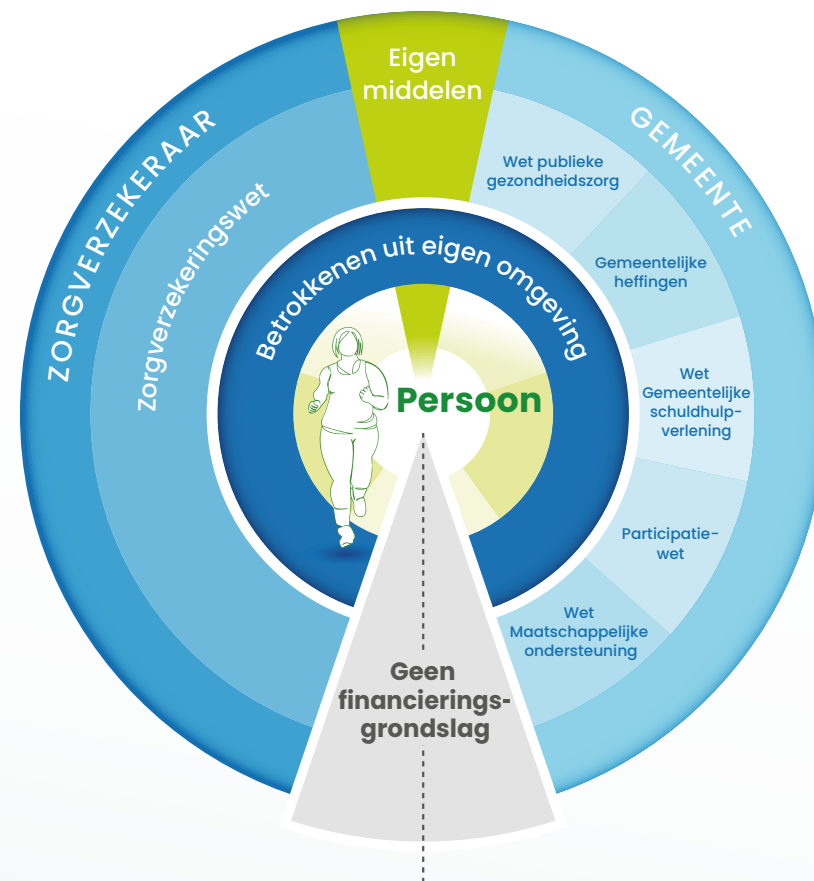 Eigen
middelen
ZORGVERZEKERAAR
Zorgverzekeringswet
GEMEENTE
Wet publieke
gezondheidszorg
Gemeentelijke
heffingen
Wet
Gemeentelijke
schuldhulp-
verlening
Participatie-
wet
Wet
Maatschappelijke
ondersteuning
Betrokkenen uit eigen omgeving
Persoon
Geen
financierings-
grondslag